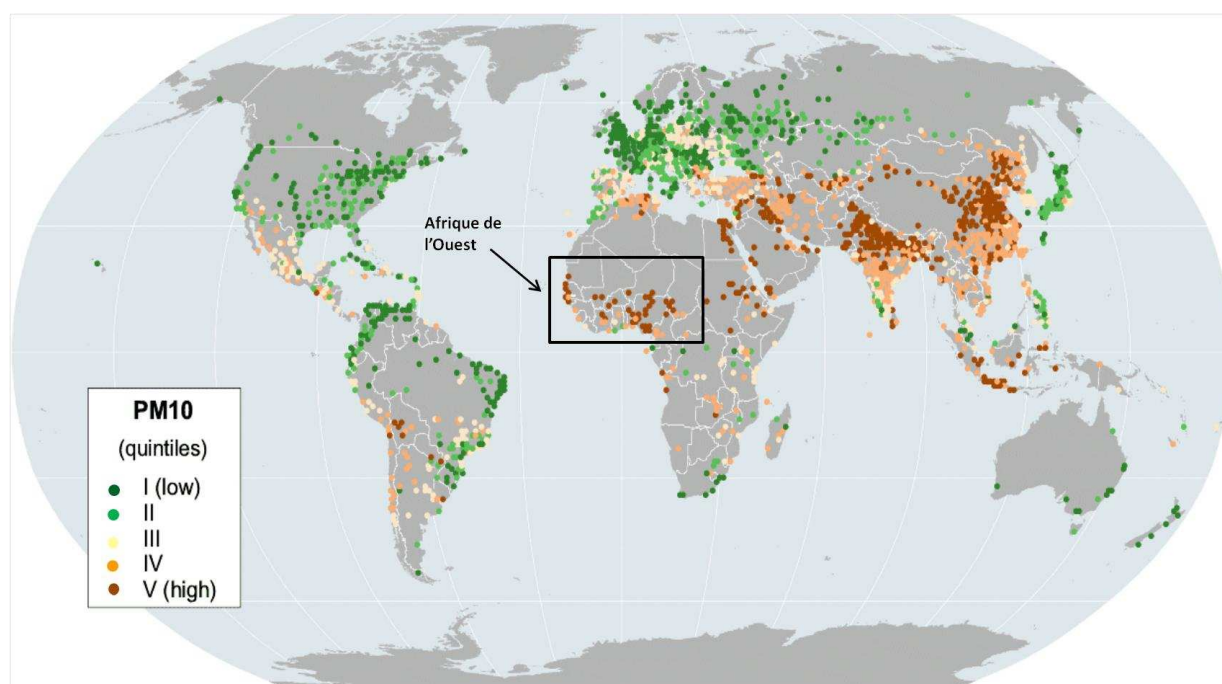 Afrique de
l'Ouest
PM10
(quintiles)
I (low)
II
III
IV
V (high)